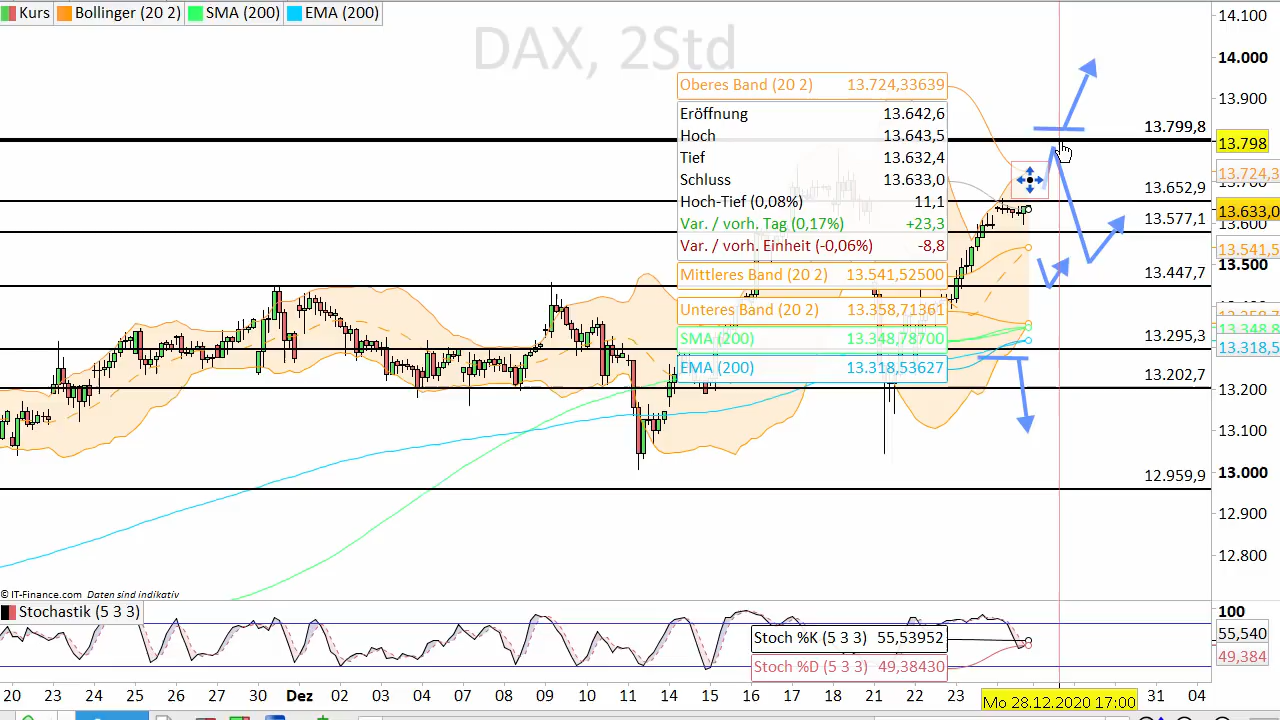 Kurs Bollinger (20 2) SMA (200) EMA (200)
DAX, 2Std
14.100
14.000
13.900
Oberes Band (20 2) 13.724,33639
Eröffnung 13.642,6
Hoch 13.643,5
Tief 13.632,4
Schluss 13.633,0
Hoch-Tief (0,08%) 11,1
Var. / vorh. Tag (0,17%) +23,3
Var. / vorh. Einheit (-0,06%) -8,8
Mittleres Band (20 2) 13.541,52500
Unteres Band (20 2) 13.358,71361
SMA (200) 13.348,78700
EMA (200) 13.318,53627
13.799,8
13.652,9
13.577,1
13.447,7
13.295,3
13.202,7
12.959,9
13.798
13.724,3
13.633,0
13.600
13.541,5
13.500
13.348,8
13.318,5
13.200
13.100
13.000
12.900
12.800
© IT-Finance.com Daten sind indikativ
Stochastik (5 3 3)
100
Stoch %K (5 3 3) 55,53952
55,540
Stoch %D (5 3 3) 49,38430
49,384
20 23 24 25 26 27 30 Dez 02 03 04 07 08 09 10 11 14 15 16 17 18 21 22 23 Mo 28.12.2020 17:00 31 04